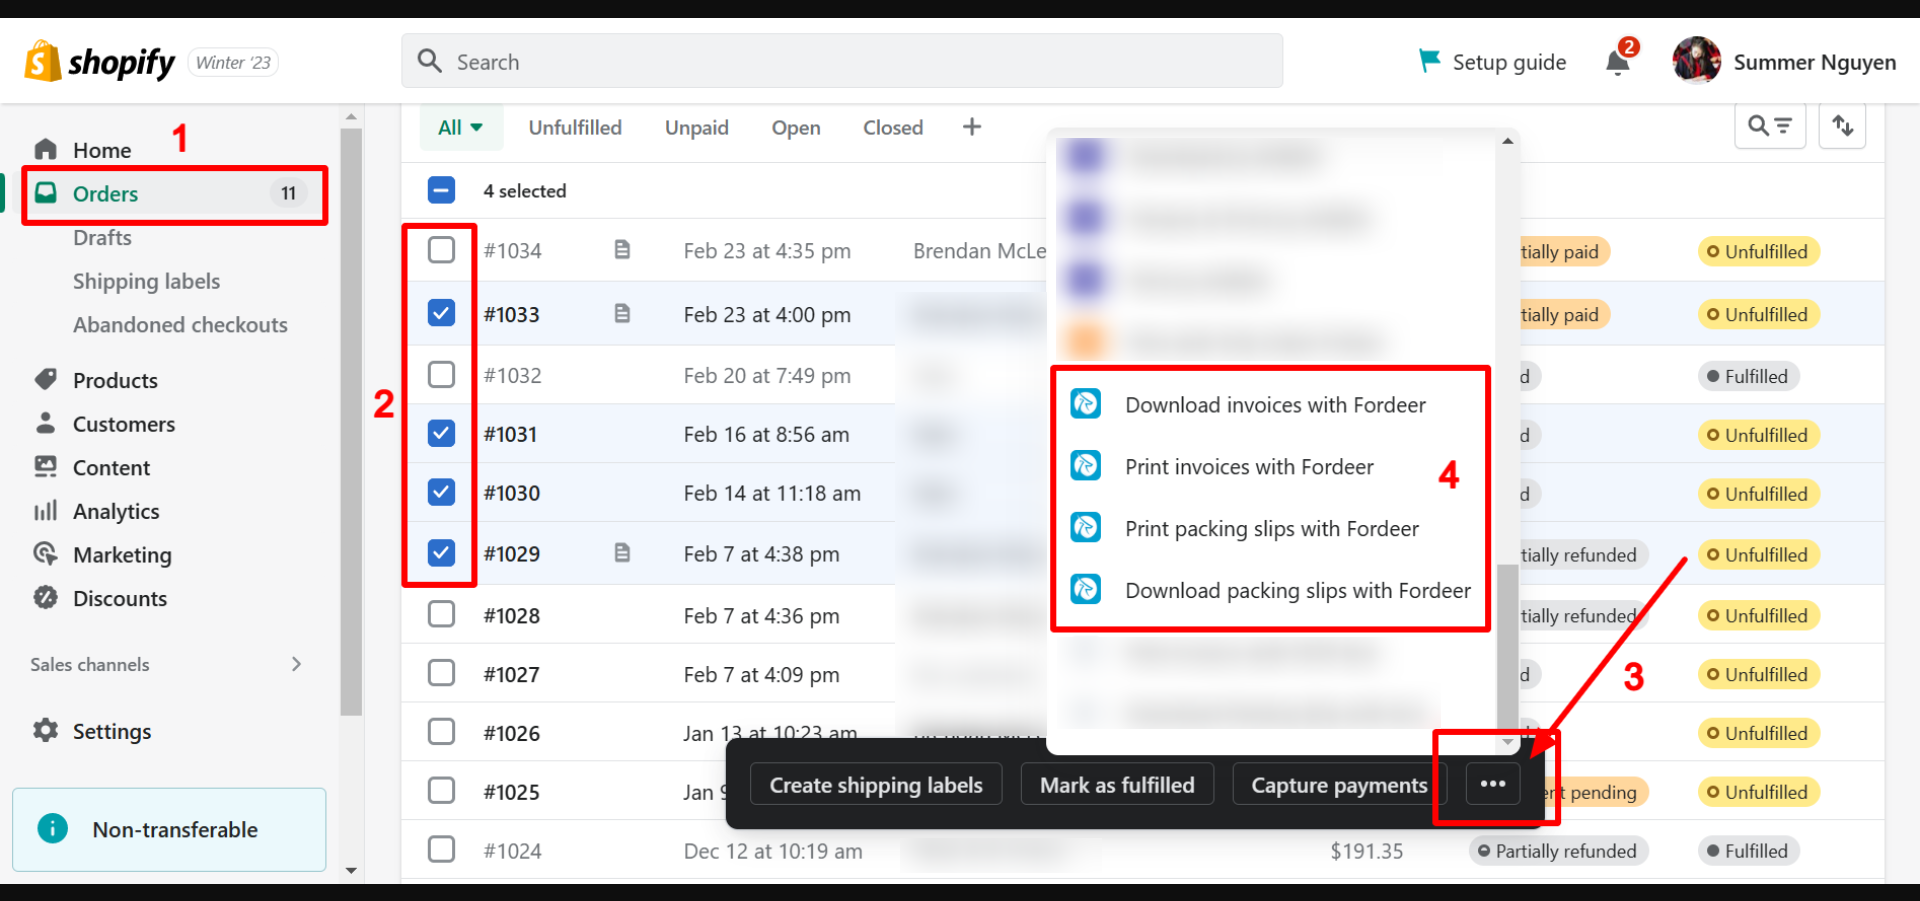 shopify Winter '23
Search
Setup guide
2
Summer Nguyen
1
Home
Orders 11
Drafts
Shipping labels
Abandoned checkouts
Products
Customers
Content
Analytics
Marketing
Discounts
Sales channels
Settings
Non-transferable
All Unfulfilled Unpaid Open Closed
4 selected
2
#1034 Feb 23 at 4:35 pm Brendan McLe tially paid Unfulfilled
#1033 Feb 23 at 4:00 pm tially paid Unfulfilled
#1032 Feb 20 at 7:49 pm d Fulfilled
#1031 Feb 16 at 8:56 am d Unfulfilled
#1030 Feb 14 at 11:18 am d Unfulfilled
#1029 Feb 7 at 4:38 pm tially refunded Unfulfilled
#1028 Feb 7 at 4:36 pm tially refunded Unfulfilled
#1027 Feb 7 at 4:09 pm d Unfulfilled
#1026 Jan 13 at 10:23 am Unfulfilled
#1025 Jan 9 ent pending Unfulfilled
#1024 Dec 12 at 10:19 am $191.35 Partially refunded Fulfilled
Download invoices with Fordeer
Print invoices with Fordeer
Print packing slips with Fordeer
Download packing slips with Fordeer
4
3
Create shipping labels Mark as fulfilled Capture payments